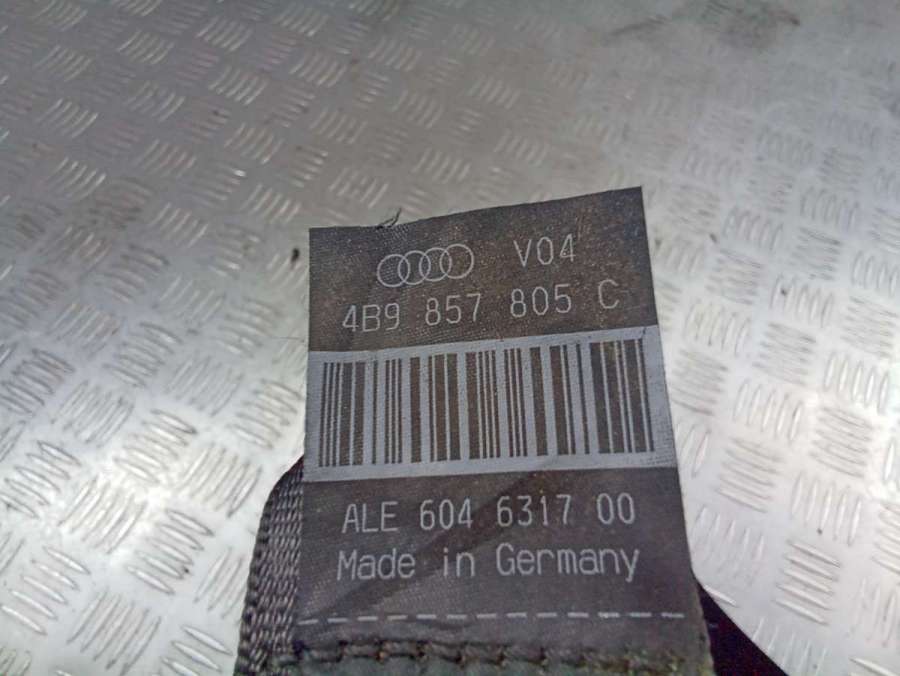 V04
4B9 857 805 C
ALE 604 6317 00
Made in Germany